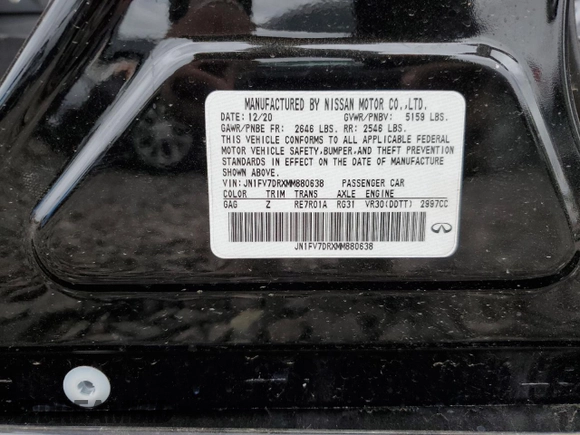 MANUFACTURED BY NISSAN MOTOR CO.,LTD.
DATE: 12/20 GVWR/PNBV: 5159 LBS.
GAWR/PNBE FR: 2646 LBS. RR: 2546 LBS.
THIS VEHICLE CONFORMS TO ALL APPLICABLE FEDERAL
MOTOR VEHICLE SAFETY,BUMPER,AND THEFT PREVENTION
STANDARDS IN EFFECT ON THE DATE OF MANUFACTURE
SHOWN ABOVE.
VIN: JN1FV7DRXMM880638 PASSENGER CAR
COLOR TRIM TRANS AXLE ENGINE
GAG Z RE7R01A RG31 VR30(DDTT) 2997CC
JN1FV7DRXMM880638